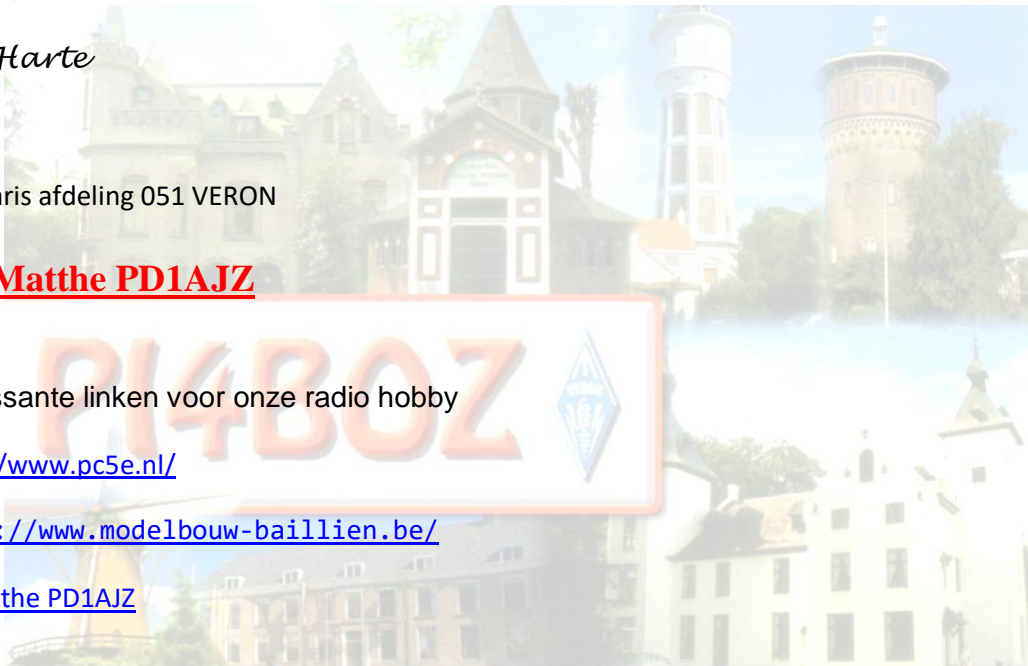 Harte
aris afdeling 051 VERON
Matthe PD1AJZ
PI4BOZ
VERON
ssante linken voor onze radio hobby
//www.pc5e.nl/
://www.modelbouw-baillien.be/
the PD1AJZ